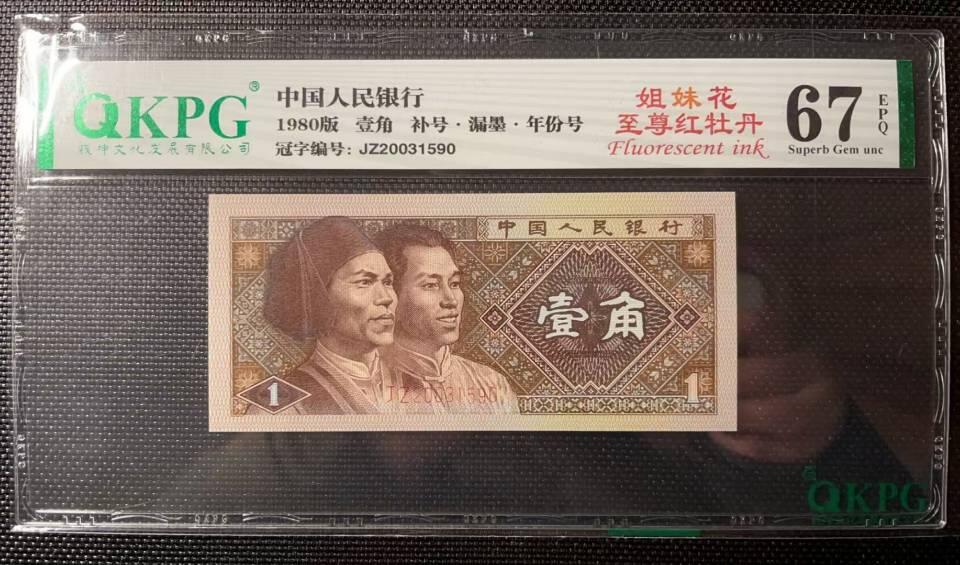 QKPG®
乾坤文化发展有限公司
中国人民银行
1980版 壹角 补号·漏墨·年份号
冠字编号: JZ20031590
姐妹花
至尊红牡丹
Fluorescent ink
67
EPQ
Superb Gem unc
中国人民银行
壹角
JZ20031590
1
1
QKPG